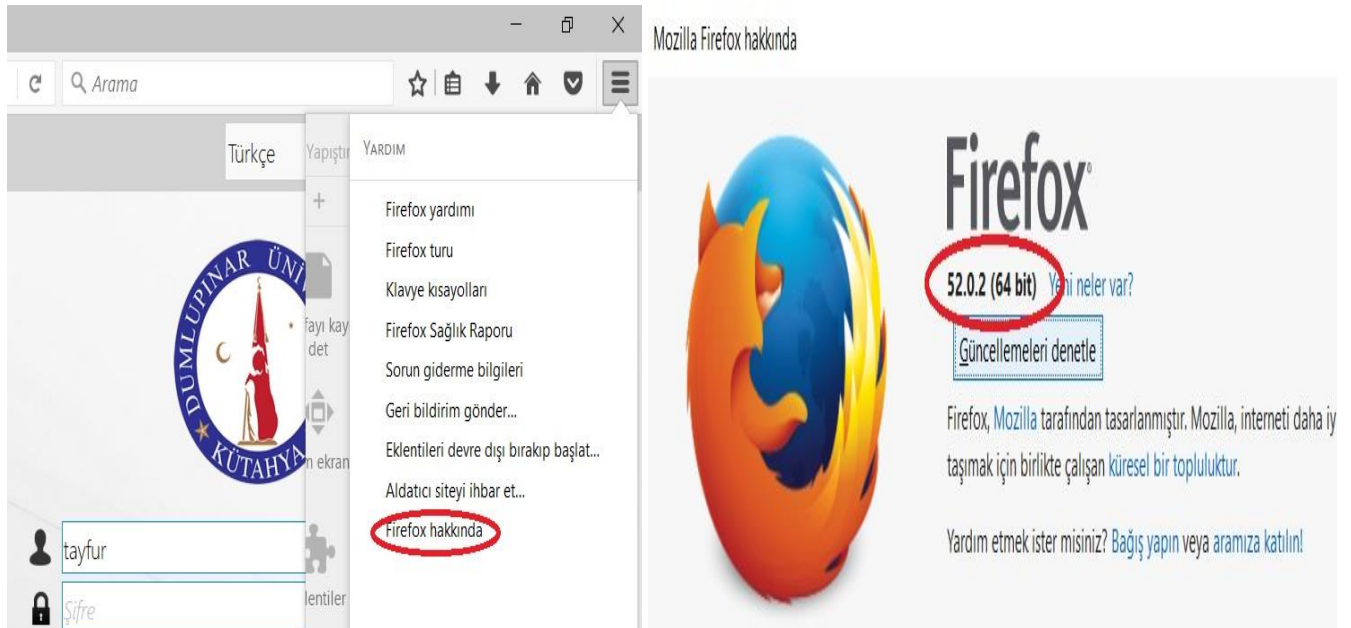 Arama
Türkçe
Yapıştır
YARDIM
Firefox yardımı
Firefox turu
Klavye kısayolları
Firefox Sağlık Raporu
Sorun giderme bilgileri
Geri bildirim gönder...
Eklentileri devre dışı bırakıp başlat...
Aldatıcı siteyi ihbar et...
Firefox hakkında
fayı kay
det
n ekran
lentiler
DUMLUPINAR ÜNİ
KÜTAHYA
tayfur
Şifre
Mozilla Firefox hakkında
Firefox
52.0.2 (64 bit) Yeni neler var?
Güncellemeleri denetle
Firefox, Mozilla tarafından tasarlanmıştır. Mozilla, interneti daha iy
taşımak için birlikte çalışan küresel bir topluluktur.
Yardım etmek ister misiniz? Bağış yapın veya aramıza katılın!